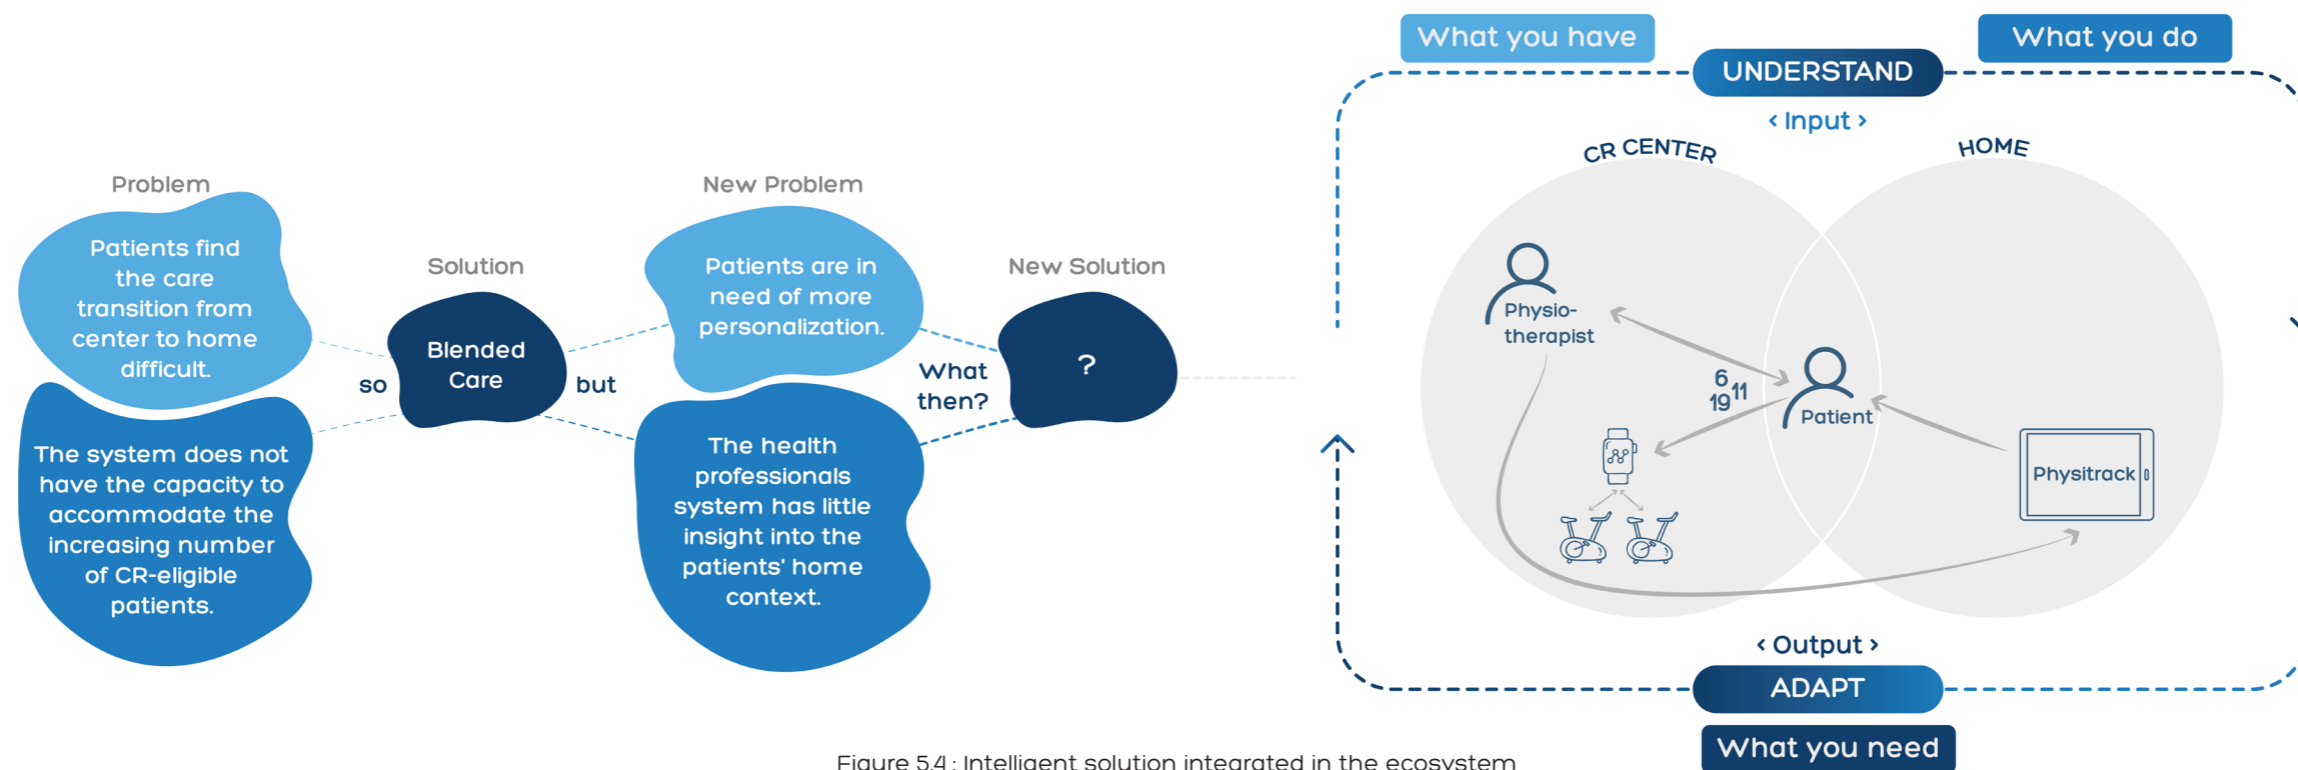 Problem
Patients find
the care
transition from
center to home
difficult.
The system does not
have the capacity to
accommodate the
increasing number
of CR-eligible
patients.
so
Solution
Blended
Care
but
New Problem
Patients are in
need of more
personalization.
The health
professionals
system has little
insight into the
patients' home
context.
What
then?
New Solution
?
What you have
What you do
UNDERSTAND
‹ Input ›
CR CENTER
HOME
Physio-
therapist
6
11
19
Patient
Physitrack
‹ Output ›
ADAPT
What you need
Figure 5.4 : Intelligent solution integrated in the ecosystem